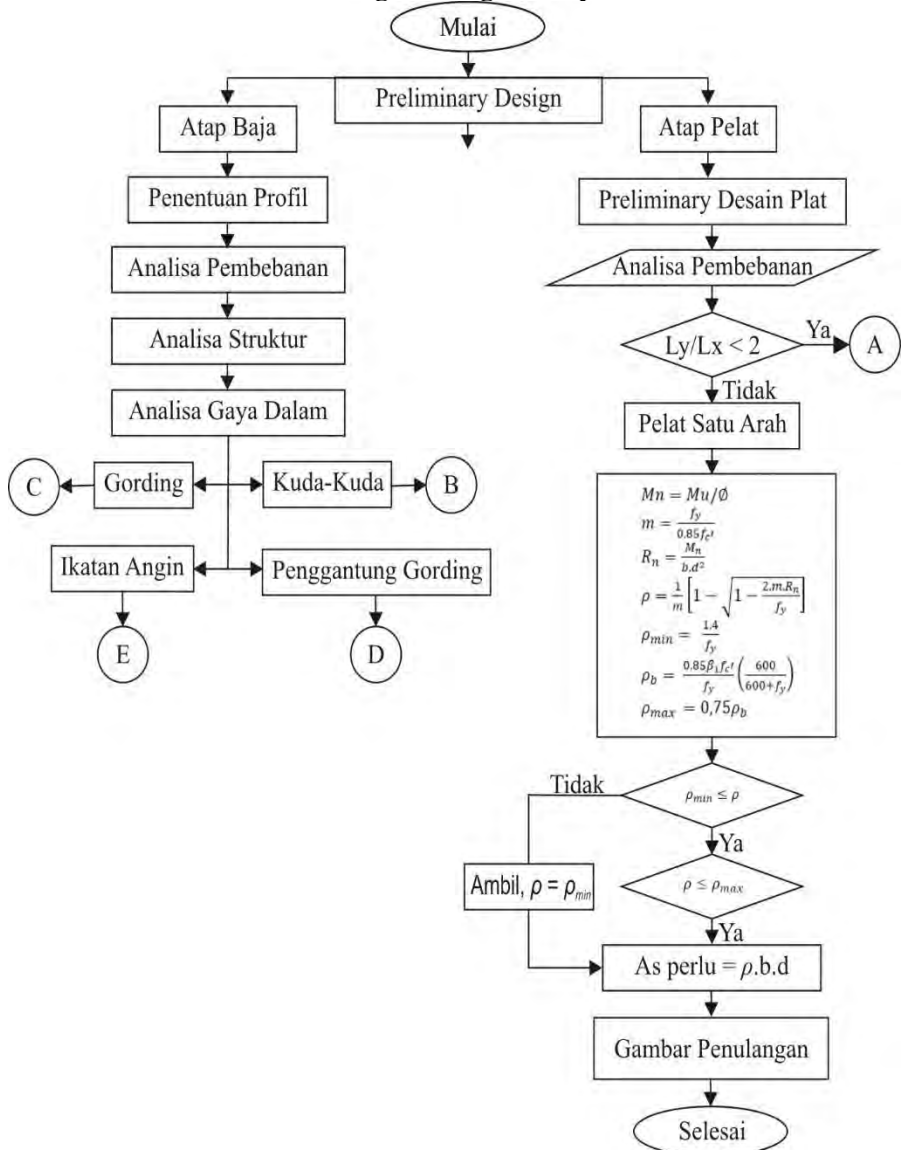 Mulai
Preliminary Design
Atap Baja
Penentuan Profil
Analisa Pembebanan
Analisa Struktur
Analisa Gaya Dalam
C
Gording
Kuda-Kuda
B
Ikatan Angin
Penggantung Gording
E
D
Atap Pelat
Preliminary Desain Plat
Analisa Pembebanan
Ly/Lx < 2
Ya
A
Tidak
Pelat Satu Arah
Mn = Mu/Ø
m = fy / 0.85fc'
Rn = Mn / b.d²
ρ = 1/m [1 − √(1 − 2.m.Rn / fy)]
ρmin = 1.4 / fy
ρb = 0.85β₁fc' / fy (600 / 600+fy)
ρmax = 0,75ρb
Tidak
ρmin ≤ ρ
Ya
Ambil, ρ = ρmin
ρ ≤ ρmax
Ya
As perlu = ρ.b.d
Gambar Penulangan
Selesai